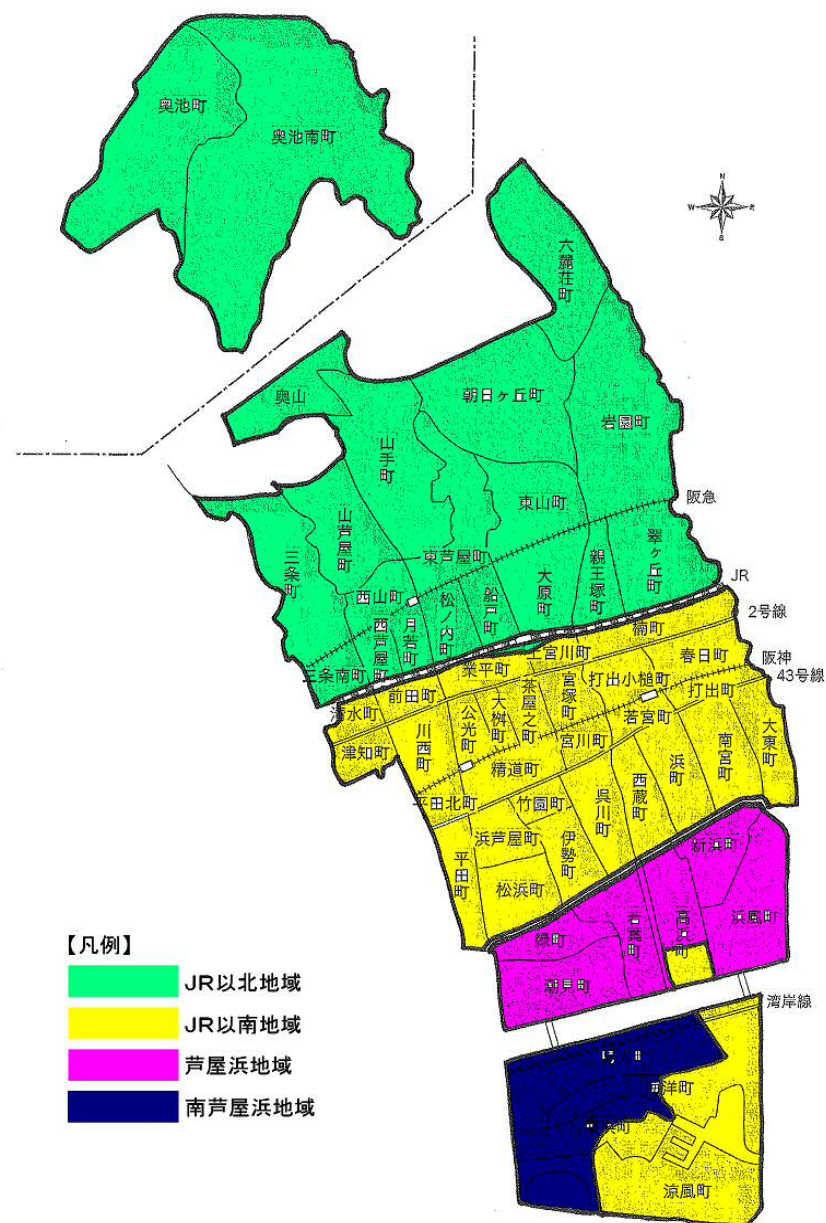 奥池町
奥池南町
N
W
E
S
六麓荘町
奥山
朝日ヶ丘町
岩園町
山手町
東山町
阪急
山芦屋町
三条町
東芦屋町
翠ヶ丘町
親王塚町
大原町
船戸町
松ノ内町
月若町
西山町
西芦屋町
三条南町
JR
2号線
楠町
上宮川町
業平町
前田町
清水町
津知町
春日町
阪神
43号線
打出小槌町
打出町
宮塚町
茶屋之町
大桝町
公光町
川西町
若宮町
宮川町
精道町
大東町
南宮町
浜町
西蔵町
呉川町
竹園町
平田北町
浜芦屋町
伊勢町
平田町
松浜町
新浜町
浜風町
高浜町
若葉町
緑町
潮見町
湾岸線
南洋町
涼風町
【凡例】
JR以北地域
JR以南地域
芦屋浜地域
南芦屋浜地域